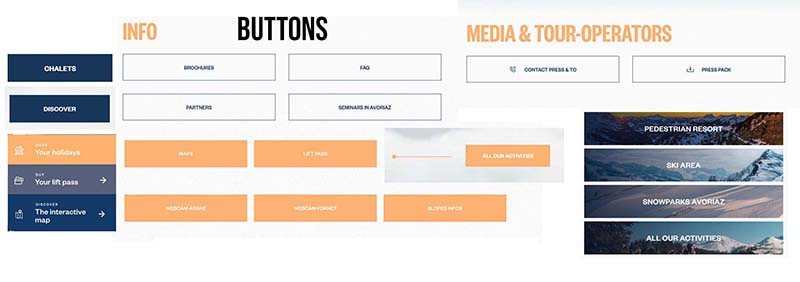 INFO
BUTTONS
MEDIA & TOUR-OPERATORS
CHALETS
BROCHURES
FAQ
CONTACT PRESS & TO
PRESS PACK
DISCOVER
PARTNERS
SEMINARS IN AVORIAZ
PEDESTRIAN RESORT
BOOK
Your holidays
MAPS
LIFT PASS
ALL OUR ACTIVITIES
SKI AREA
BUY
Your lift pass
SNOWPARKS AVORIAZ
DISCOVER
The interactive
map
WEBCAM ARARE
WEBCAM FORNET
SLOPES INFOS
ALL OUR ACTIVITIES